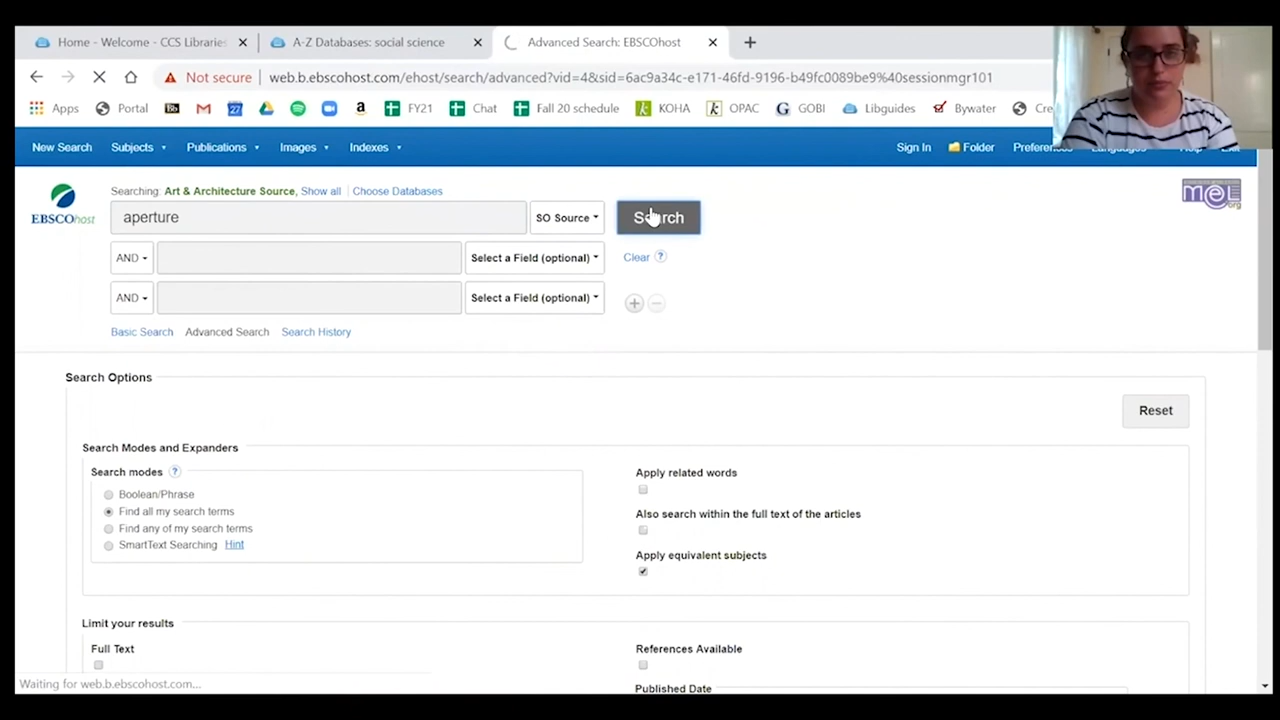 Home - Welcome - CCS Libraries
A-Z Databases: social science
Advanced Search: EBSCOhost
Not secure web.b.ebscohost.com/ehost/search/advanced?vid=4&sid=6ac9a34c-e171-46fd-9196-b49fc0089be9%40sessionmgr101
Apps Portal FY21 Chat Fall 20 schedule KOHA OPAC GOBI Libguides Bywater
New Search Subjects Publications Images Indexes Sign In Folder Preferences Languages Help Exit
Searching: Art & Architecture Source, Show all Choose Databases
EBSCOhost
aperture SO Source Search
meL.org
AND Select a Field (optional) Clear ?
AND Select a Field (optional)
Basic Search Advanced Search Search History
Search Options
Reset
Search Modes and Expanders
Search modes ?
Boolean/Phrase
Find all my search terms
Find any of my search terms
SmartText Searching Hint
Apply related words
Also search within the full text of the articles
Apply equivalent subjects
Limit your results
Full Text
References Available
Published Date
Waiting for web.b.ebscohost.com...